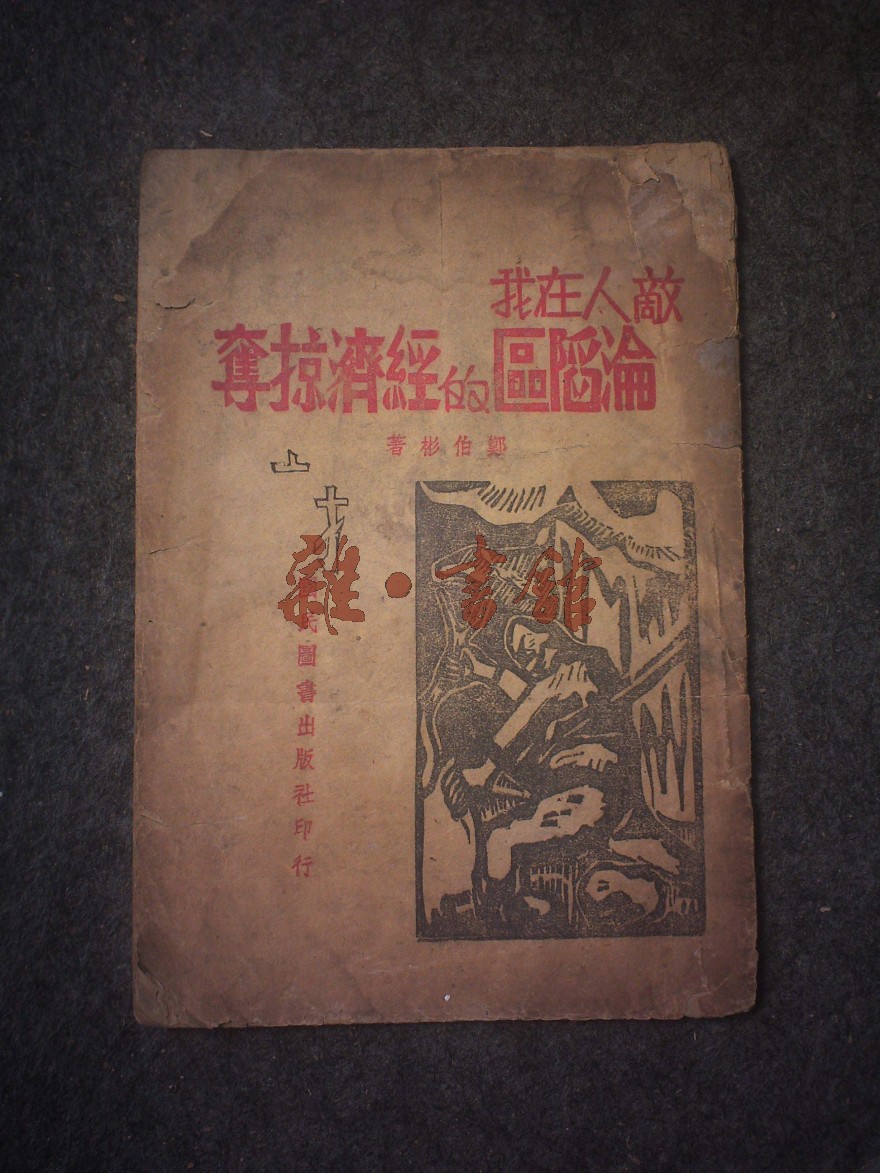 敵人在我
淪陷區的經濟掠奪
鄭伯彬著
民圖書出版社印行
雜·書館